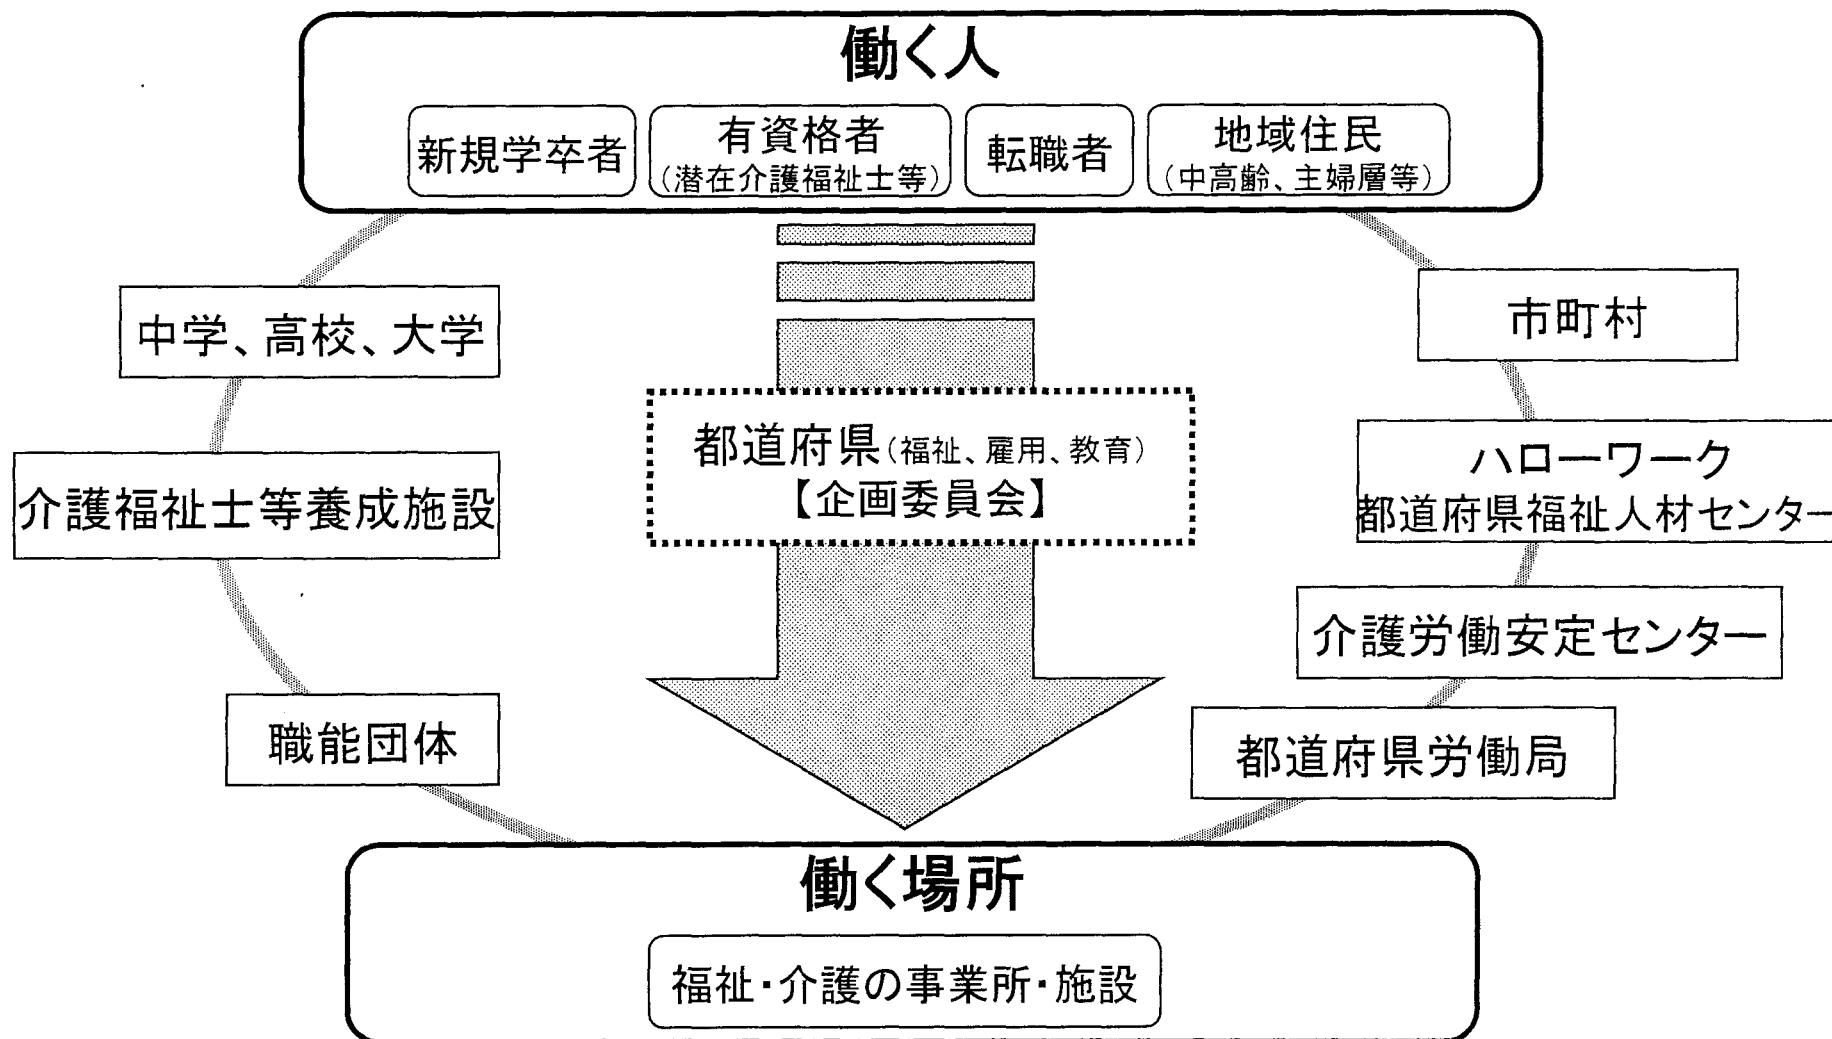 働く人
新規学卒者
有資格者
（潜在介護福祉士等）
転職者
地域住民
（中高齢、主婦層等）
中学、高校、大学
市町村
都道府県（福祉、雇用、教育）
【企画委員会】
ハローワーク
都道府県福祉人材センター
介護福祉士等養成施設
介護労働安定センター
職能団体
都道府県労働局
働く場所
福祉・介護の事業所・施設